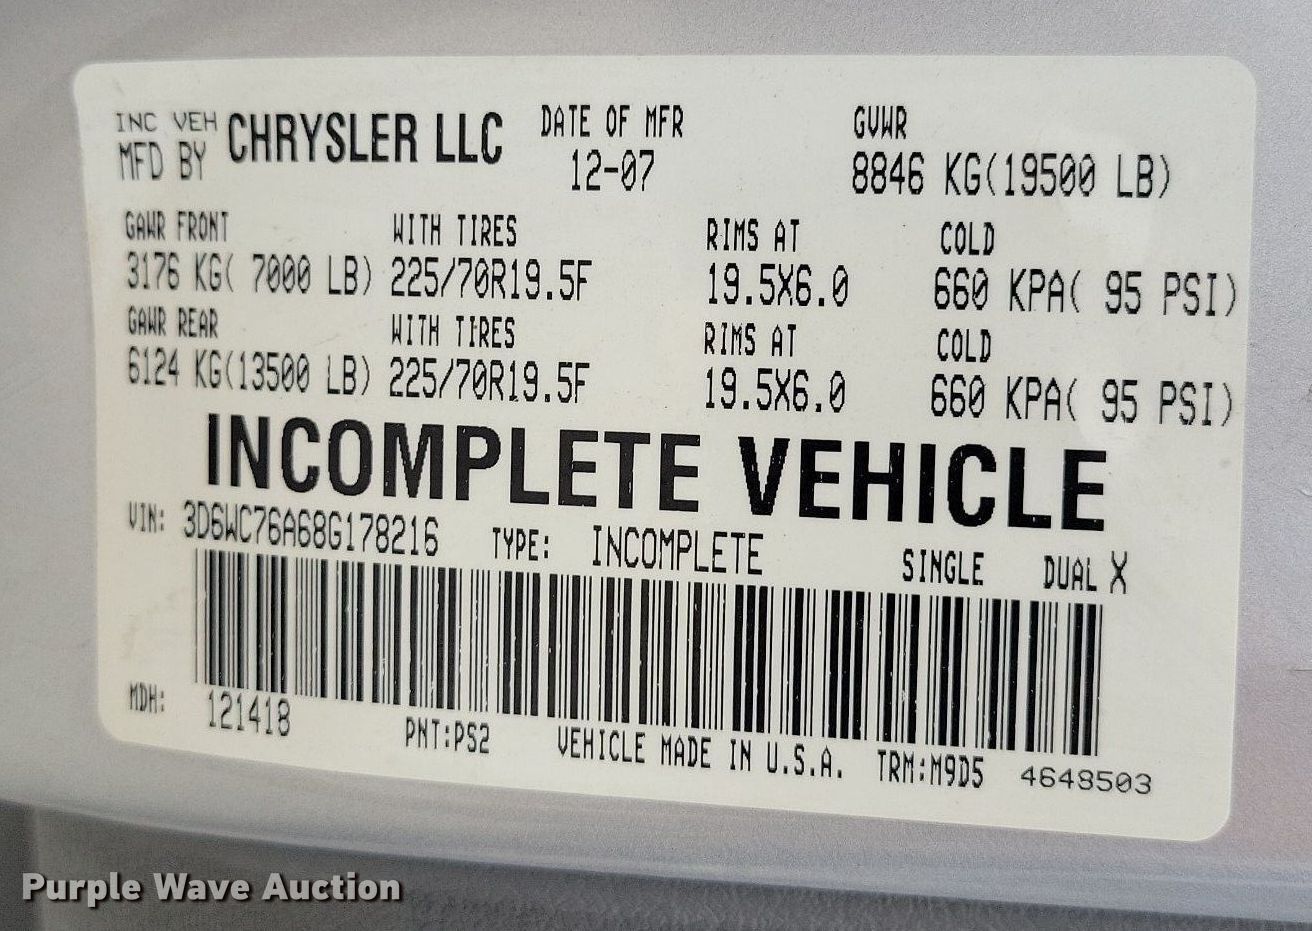 INC VEH
MFD BY CHRYSLER LLC DATE OF MFR GVWR
12-07 8846 KG(19500 LB)
GAWR FRONT WITH TIRES RIMS AT COLD
3176 KG( 7000 LB) 225/70R19.5F 19.5X6.0 660 KPA( 95 PSI)
GAWR REAR WITH TIRES RIMS AT COLD
6124 KG(13500 LB) 225/70R19.5F 19.5X6.0 660 KPA( 95 PSI)
INCOMPLETE VEHICLE
VIN: 3D6WC76A68G178216 TYPE: INCOMPLETE SINGLE DUAL X
MDH: 121418 PNT:PS2 VEHICLE MADE IN U.S.A. TRM:M9D5 4648503
Purple Wave Auction